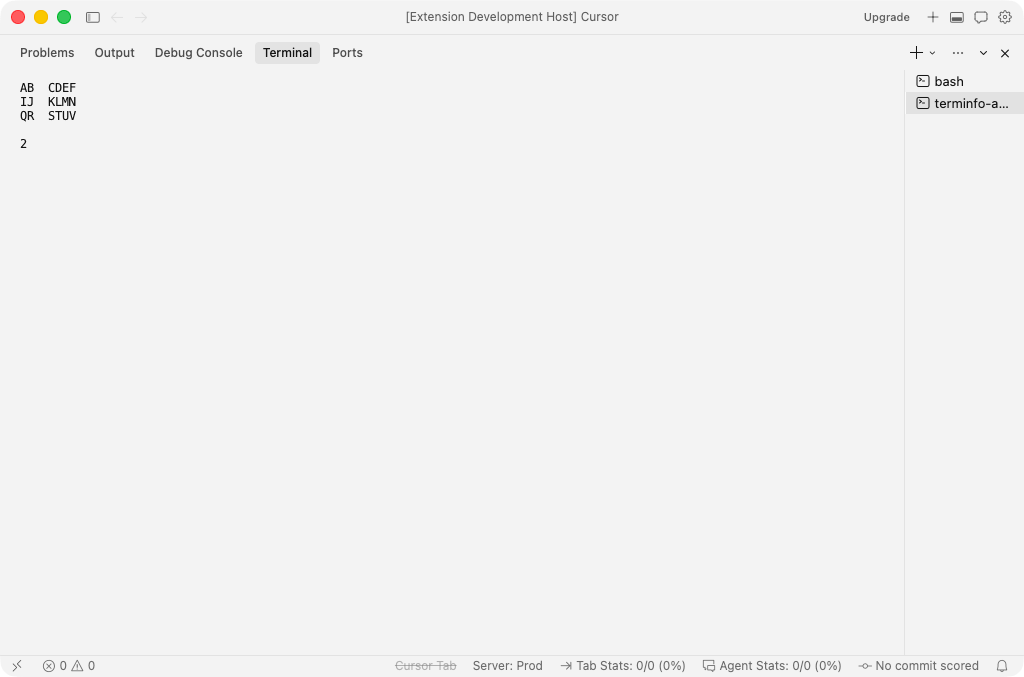 [Extension Development Host] Cursor
Upgrade
Problems Output Debug Console Terminal Ports
AB  CDEF
IJ  KLMN
QR  STUV
2
bash
terminfo-a...
0 0 Cursor Tab Server: Prod Tab Stats: 0/0 (0%) Agent Stats: 0/0 (0%) No commit scored